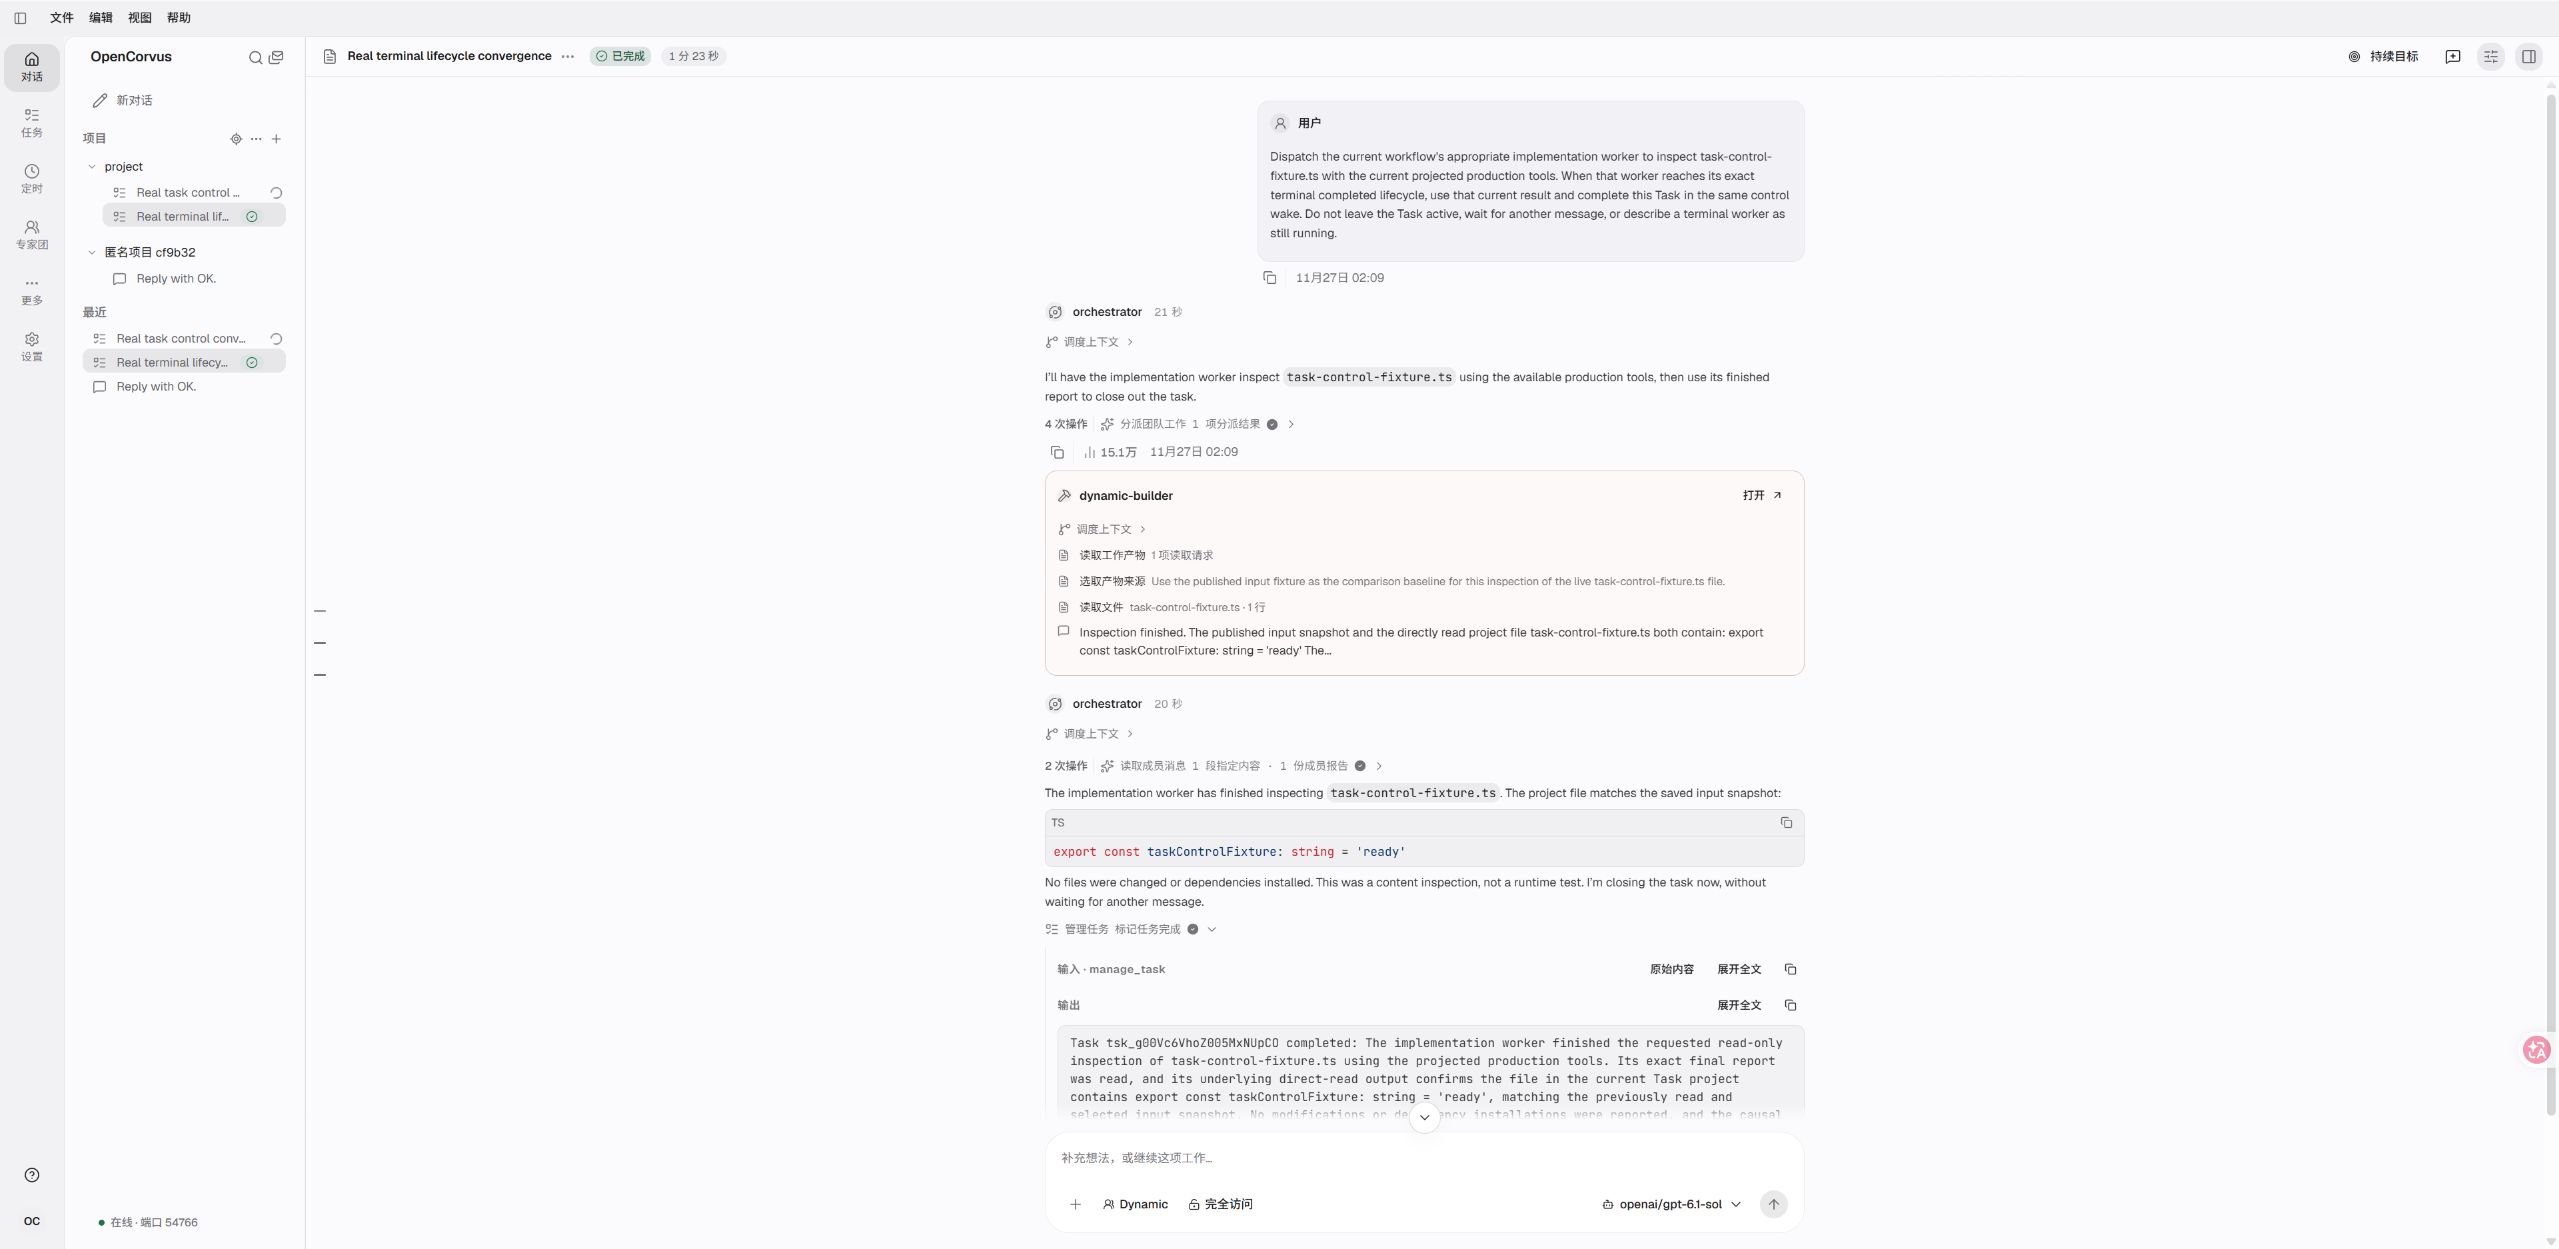 文件 编辑 视图 帮助
对话
任务
定时
专家团
更多
设置
OC
OpenCorvus
新对话
项目
project
Real task control ...
Real terminal lif...
匿名项目 cf9b32
Reply with OK.
最近
Real task control conv...
Real terminal lifecy...
Reply with OK.
在线 · 端口 54766
Real terminal lifecycle convergence
已完成
1 分 23 秒
持续目标
用户
Dispatch the current workflow's appropriate implementation worker to inspect task-control-
fixture.ts with the current projected production tools. When that worker reaches its exact
terminal completed lifecycle, use that current result and complete this Task in the same control
wake. Do not leave the Task active, wait for another message, or describe a terminal worker as
still running.
11月27日 02:09
orchestrator 21 秒
调度上下文
I'll have the implementation worker inspect task-control-fixture.ts using the available production tools, then use its finished
report to close out the task.
4 次操作 分派团队工作 1 项分派结果
15.1万 11月27日 02:09
dynamic-builder
打开
调度上下文
读取工作产物 1 项读取请求
选取产物来源 Use the published input fixture as the comparison baseline for this inspection of the live task-control-fixture.ts file.
读取文件 task-control-fixture.ts · 1 行
Inspection finished. The published input snapshot and the directly read project file task-control-fixture.ts both contain: export
const taskControlFixture: string = 'ready' The...
orchestrator 20 秒
调度上下文
2 次操作 读取成员消息 1 段指定内容 · 1 份成员报告
The implementation worker has finished inspecting task-control-fixture.ts. The project file matches the saved input snapshot:
TS
export const taskControlFixture: string = 'ready'
No files were changed or dependencies installed. This was a content inspection, not a runtime test. I'm closing the task now, without
waiting for another message.
管理任务 标记任务完成
输入 · manage_task
原始内容 展开全文
输出
展开全文
Task tsk_g00Vc6VhoZ005MxNUpCO completed: The implementation worker finished the requested read-only
inspection of task-control-fixture.ts using the projected production tools. Its exact final report
was read, and its underlying direct-read output confirms the file in the current Task project
contains export const taskControlFixture: string = 'ready', matching the previously read and
selected input snapshot. No modifications or installations were reported, and the causal
补充想法，或继续这项工作...
Dynamic
完全访问
openai/gpt-6.1-sol